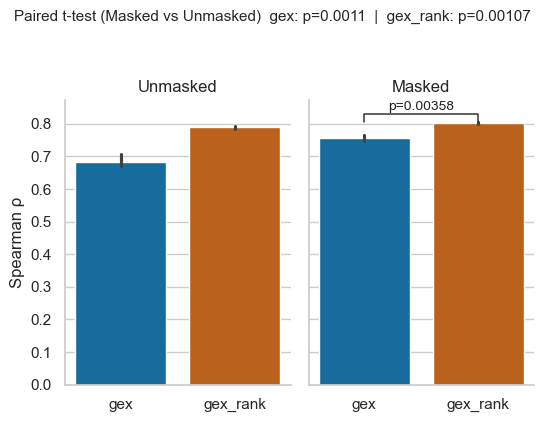 Paired t-test (Masked vs Unmasked)  gex: p=0.0011  |  gex_rank: p=0.00107
Unmasked
Masked
p=0.00358
Spearman ρ
0.8
0.7
0.6
0.5
0.4
0.3
0.2
0.1
0.0
gex
gex_rank
gex
gex_rank